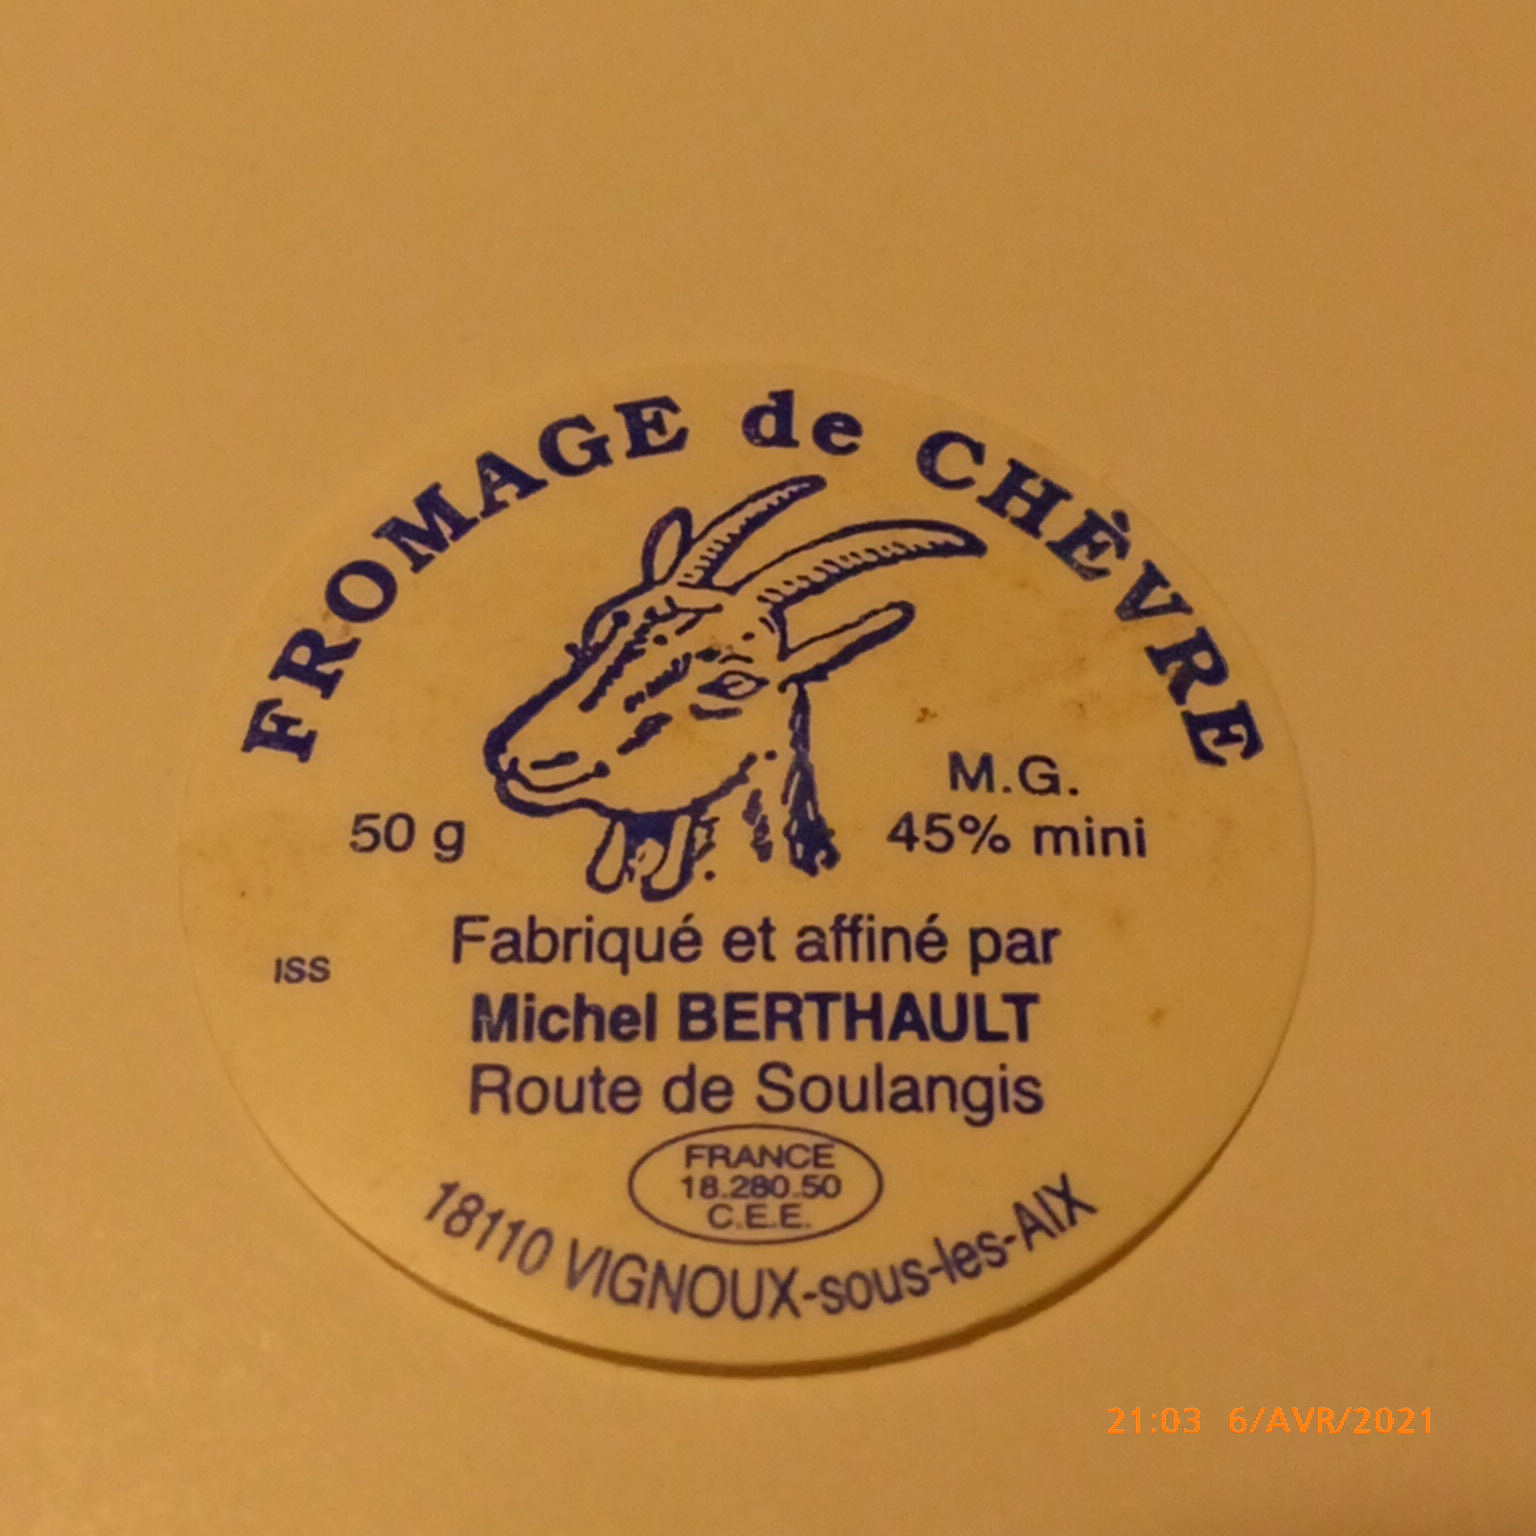 FROMAGE de CHÈVRE
50 g
M.G.
45% mini
ISS
Fabriqué et affiné par
Michel BERTHAULT
Route de Soulangis
FRANCE
18.280.50
C.E.E.
18110 VIGNOUX-sous-les-AIX
21:03 6/AVR/2021